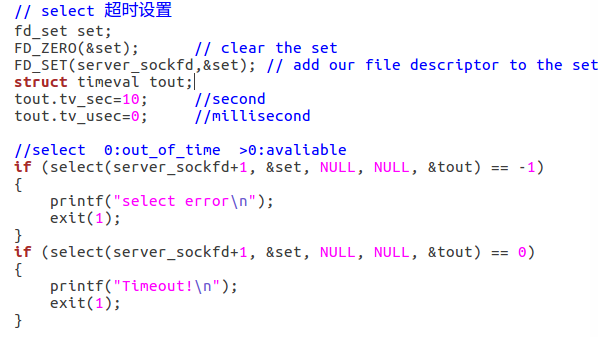 // select 超时设置
fd_set set;
FD_ZERO(&set);      // clear the set
FD_SET(server_sockfd,&set); // add our file descriptor to the set
struct timeval tout;
tout.tv_sec=10;     //second
tout.tv_usec=0;     //millisecond

//select  0:out_of_time  >0:avaliable
if (select(server_sockfd+1, &set, NULL, NULL, &tout) == -1)
{
    printf("select error\n");
    exit(1);
}
if (select(server_sockfd+1, &set, NULL, NULL, &tout) == 0)
{
    printf("Timeout!\n");
    exit(1);
}